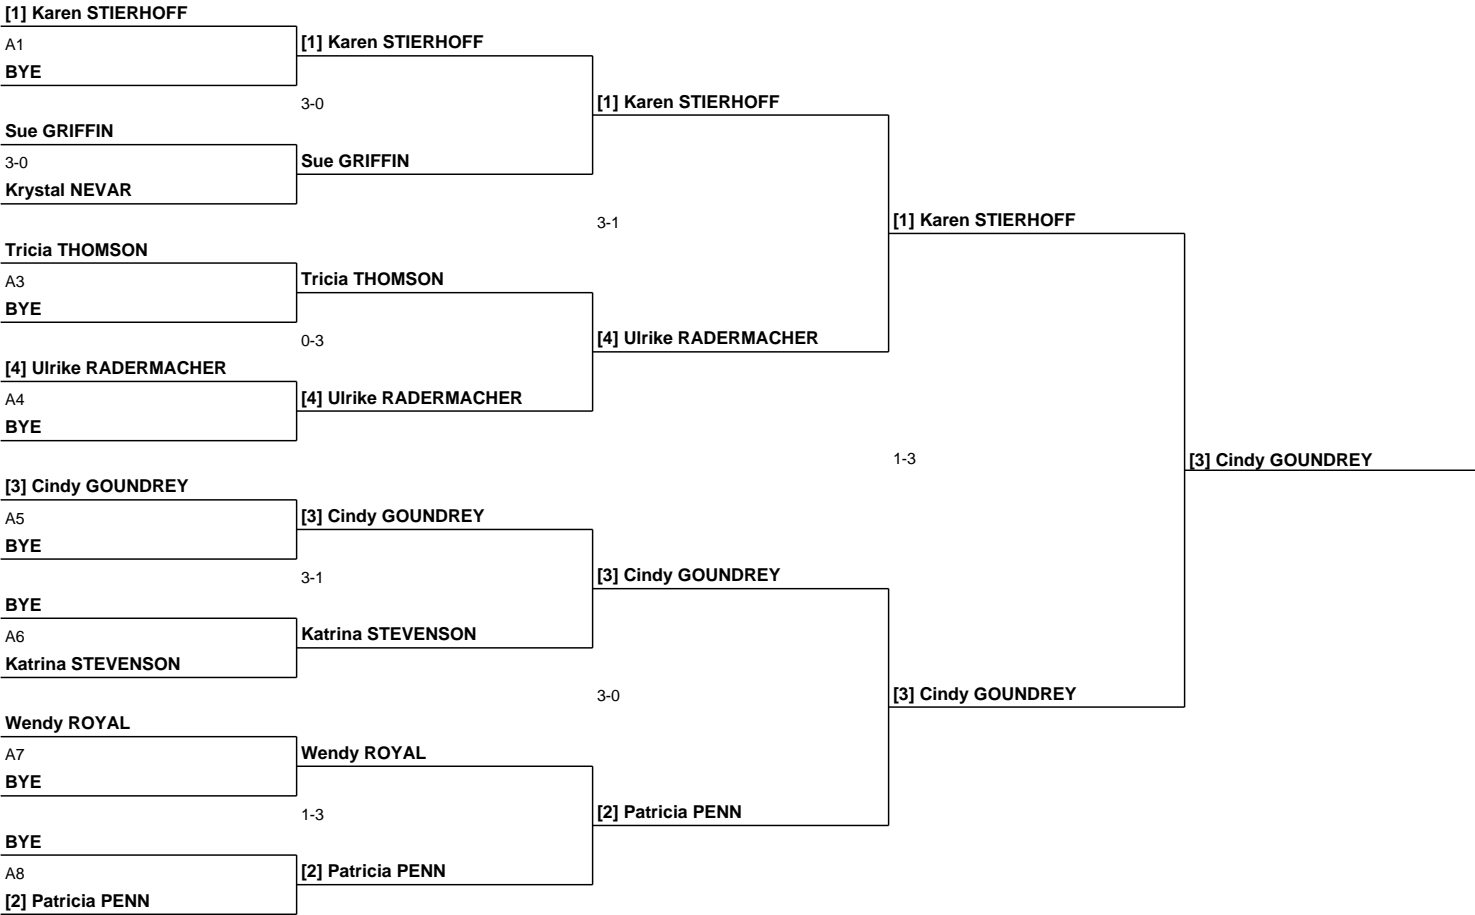 [1] Karen STIERHOFF
A1
BYE
Sue GRIFFIN
3-0
Krystal NEVAR
Tricia THOMSON
A3
BYE
[4] Ulrike RADERMACHER
A4
BYE
[3] Cindy GOUNDREY
A5
BYE
BYE
A6
Katrina STEVENSON
Wendy ROYAL
A7
BYE
BYE
A8
[2] Patricia PENN
[1] Karen STIERHOFF
3-0
Sue GRIFFIN
Tricia THOMSON
0-3
[4] Ulrike RADERMACHER
[3] Cindy GOUNDREY
3-1
Katrina STEVENSON
Wendy ROYAL
1-3
[2] Patricia PENN
[1] Karen STIERHOFF
3-1
[4] Ulrike RADERMACHER
[3] Cindy GOUNDREY
3-0
[2] Patricia PENN
[1] Karen STIERHOFF
1-3
[3] Cindy GOUNDREY
[3] Cindy GOUNDREY